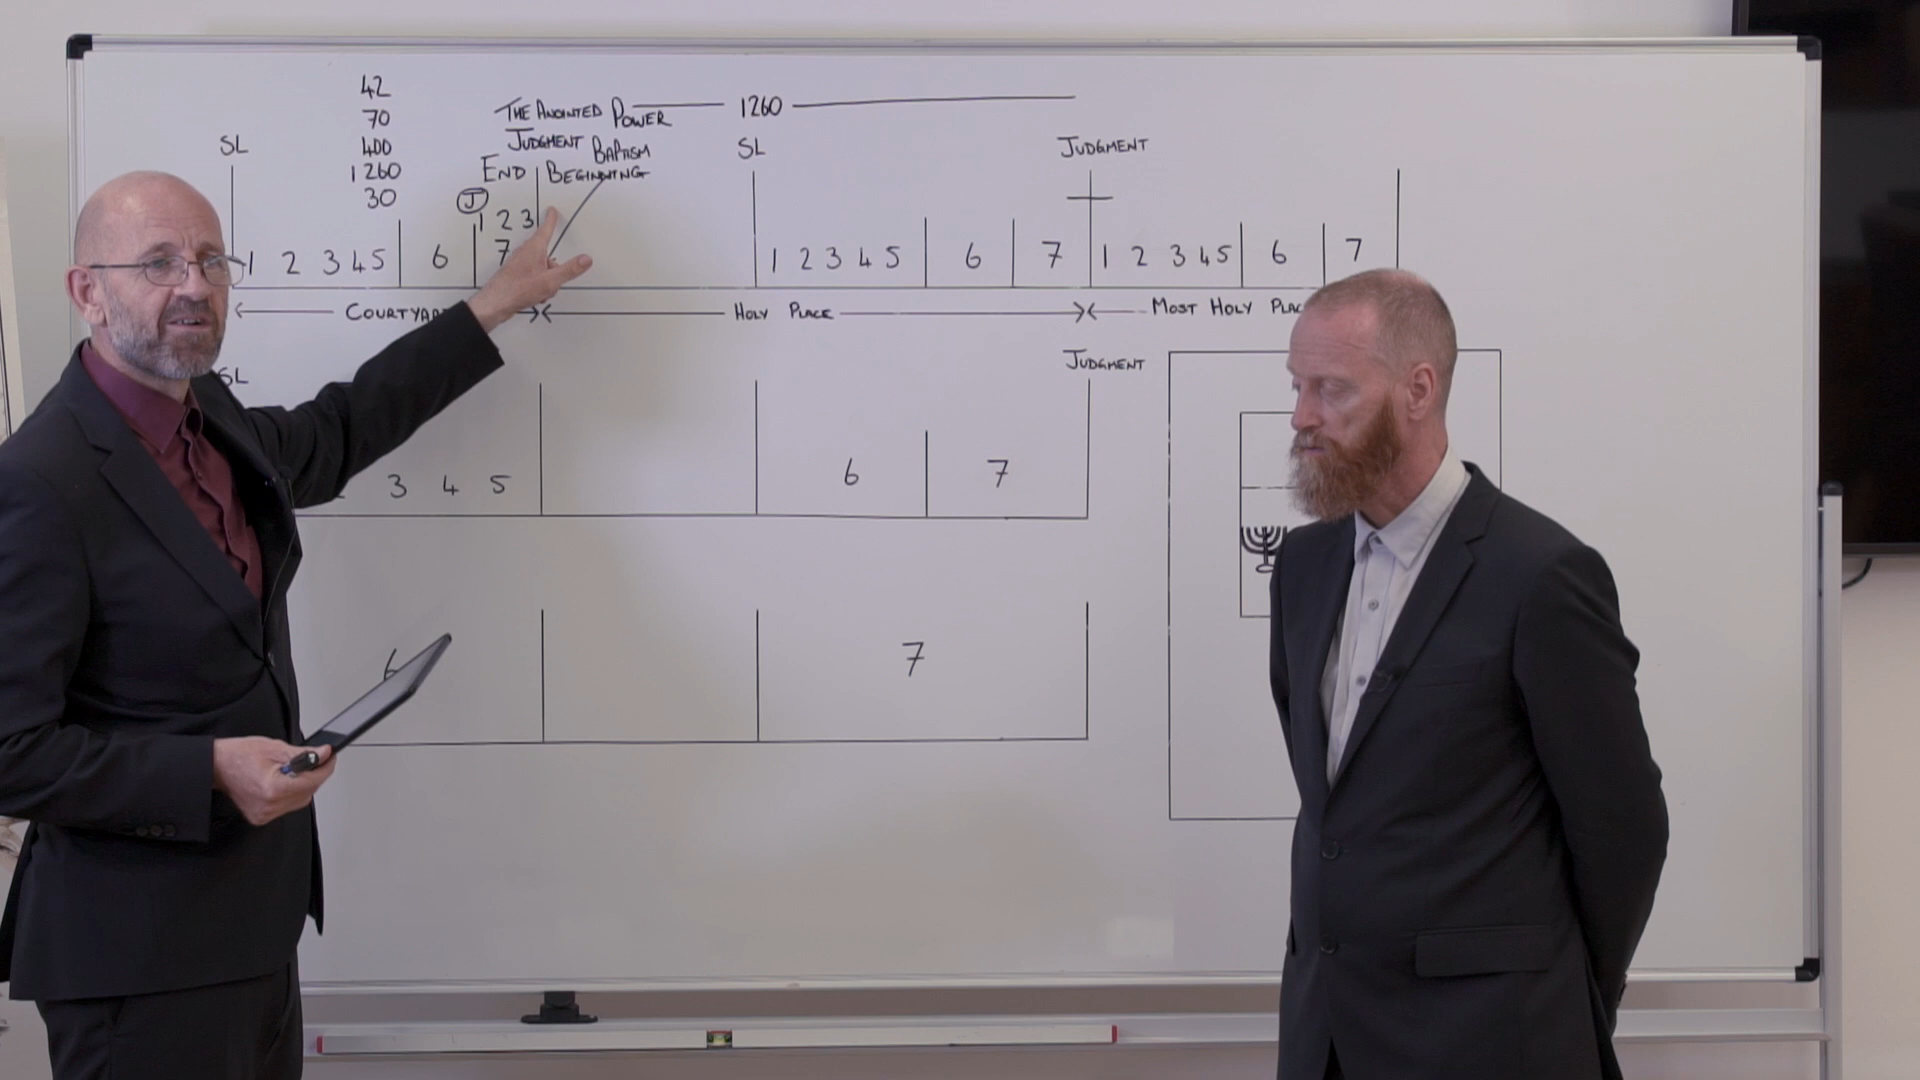 42
70
400
1260
30
THE ANOINTED POWER 1260
JUDGMENT BAPTISM
END BEGINNING
SL
SL
JUDGMENT
J
1 2 3
1 2 3 4 5 6 7
1 2 3 4 5 6 7
1 2 3 4 5 6 7
HOLY PLACE
MOST HOLY
SL
JUDGMENT
3 4 5 6 7
6 7